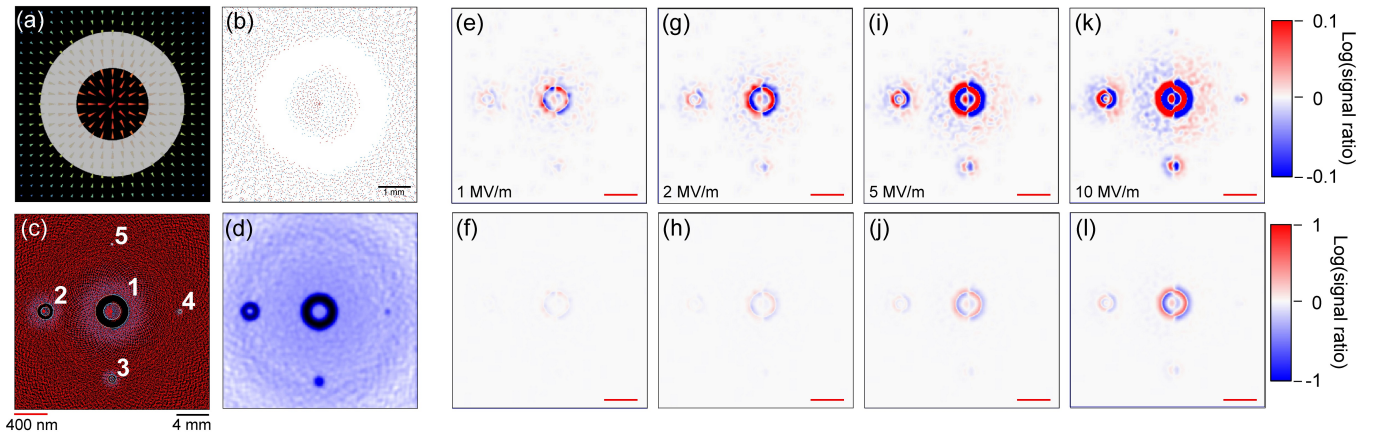 (a)
(b)
1 mm
(c)
1
2
3
4
5
400 nm
4 mm
(d)
(e)
1 MV/m
(g)
2 MV/m
(i)
5 MV/m
(k)
10 MV/m
0.1
0
-0.1
Log(signal ratio)
(f)
(h)
(j)
(l)
1
0
-1
Log(signal ratio)